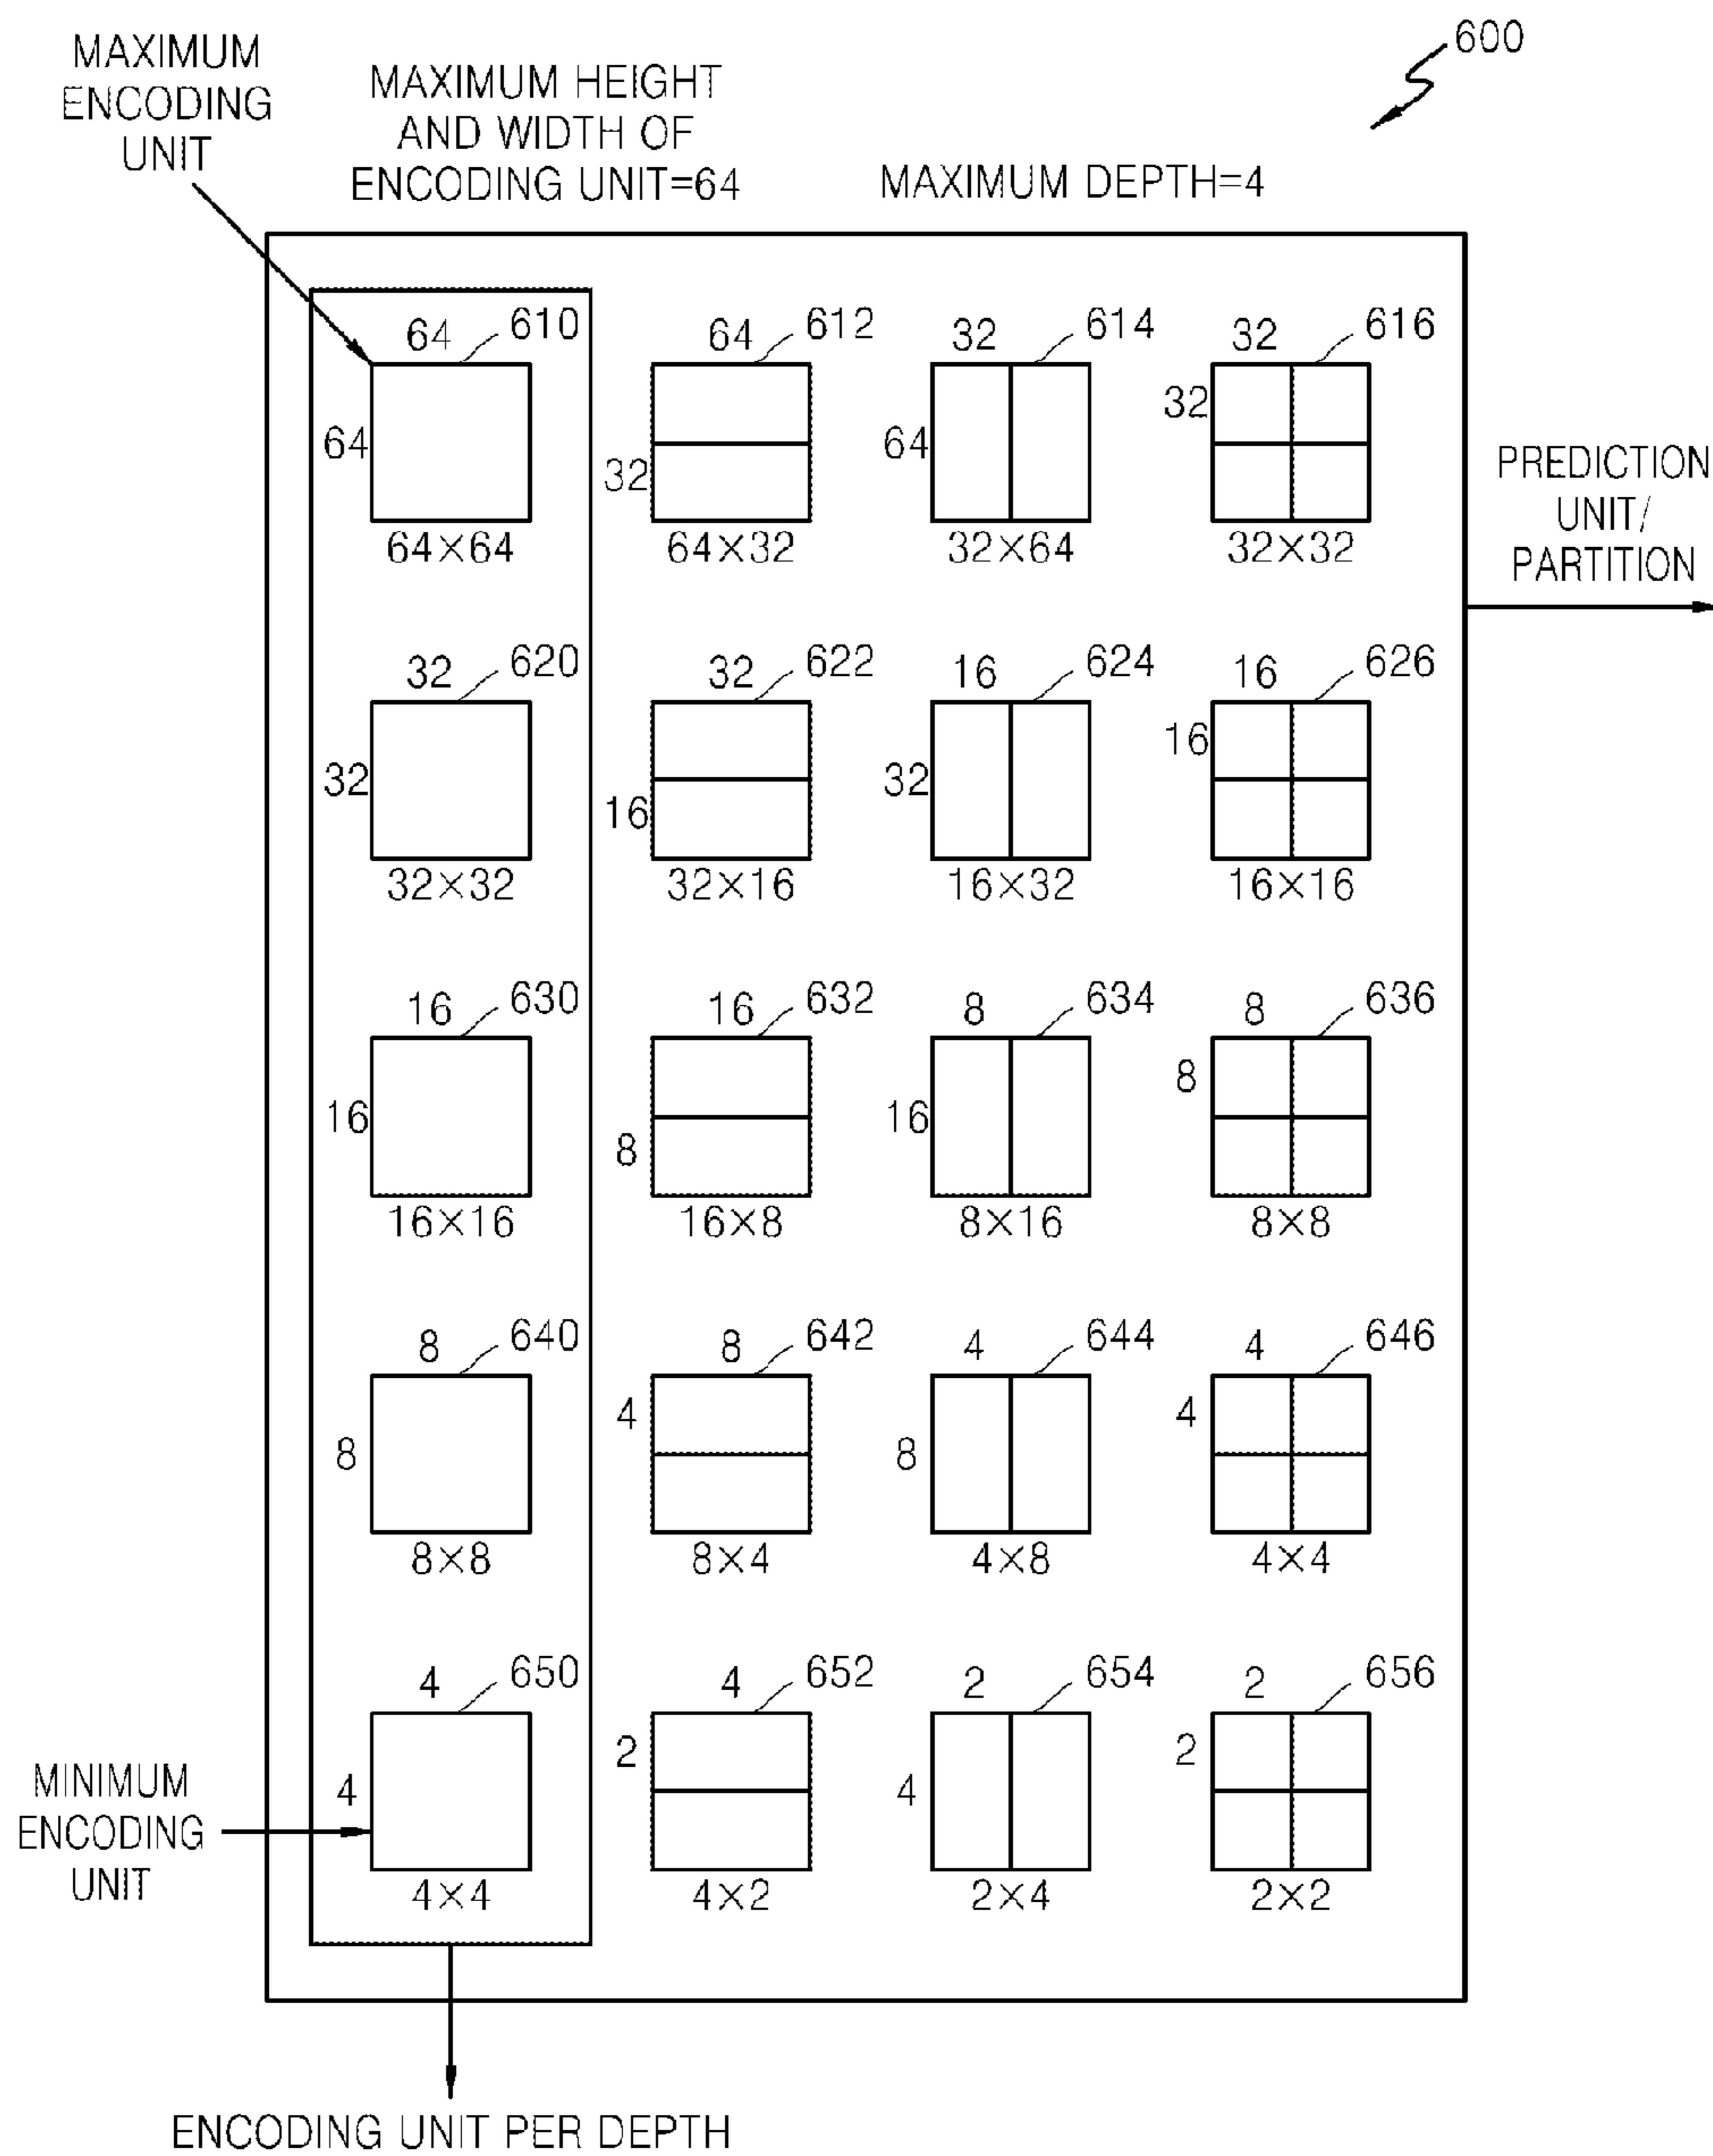 600
MAXIMUM
ENCODING
UNIT
MAXIMUM HEIGHT
AND WIDTH OF
ENCODING UNIT=64
MAXIMUM DEPTH=4
64 610 64 612 32 614 32 616
64 32 64 32
64×64 64×32 32×64 32×32
PREDICTION
UNIT/
PARTITION
32 620 32 622 16 624 16 626
32 16 32 16
32×32 32×16 16×32 16×16
16 630 16 632 8 634 8 636
16 8 16 8
16×16 16×8 8×16 8×8
8 640 8 642 4 644 4 646
8 4 8 4
8×8 8×4 4×8 4×4
4 650 4 652 2 654 2 656
4 2 4 2
4×4 4×2 2×4 2×2
MINIMUM
ENCODING
UNIT
ENCODING UNIT PER DEPTH